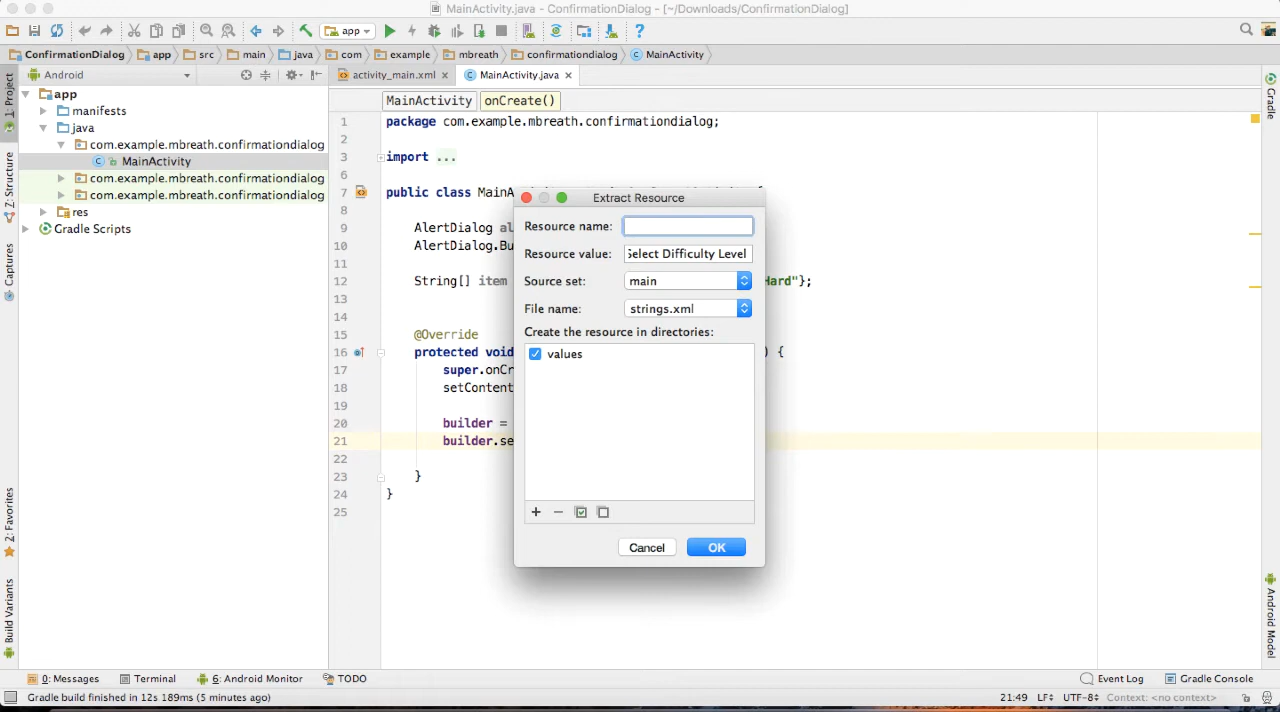 MainActivity.java - ConfirmationDialog - [~/Downloads/ConfirmationDialog]
app
ConfirmationDialog app src main java com example mbreath confirmationdialog MainActivity
Android
activity_main.xml MainActivity.java
1: Project
Z: Structure
Captures
2: Favorites
Build Variants
app
manifests
java
com.example.mbreath.confirmationdialog
MainActivity
com.example.mbreath.confirmationdialog
com.example.mbreath.confirmationdialog
res
Gradle Scripts
MainActivity onCreate()
1 package com.example.mbreath.confirmationdialog;
2
3 import ...
5
7 public class MainA
8
9 AlertDialog al
10 AlertDialog.Bu
11
12 String[] item Hard"};
13
14
15 @Override
16 protected void ) {
17 super.onCr
18 setContent
19
20 builder =
21 builder.se
22
23 }
24 }
25
Extract Resource
Resource name:
Resource value: Select Difficulty Level
Source set: main
File name: strings.xml
Create the resource in directories:
values
Cancel OK
Gradle
Android Model
0: Messages Terminal 6: Android Monitor TODO Event Log Gradle Console
Gradle build finished in 12s 189ms (5 minutes ago) 21:49 LF UTF-8 Context: <no context>